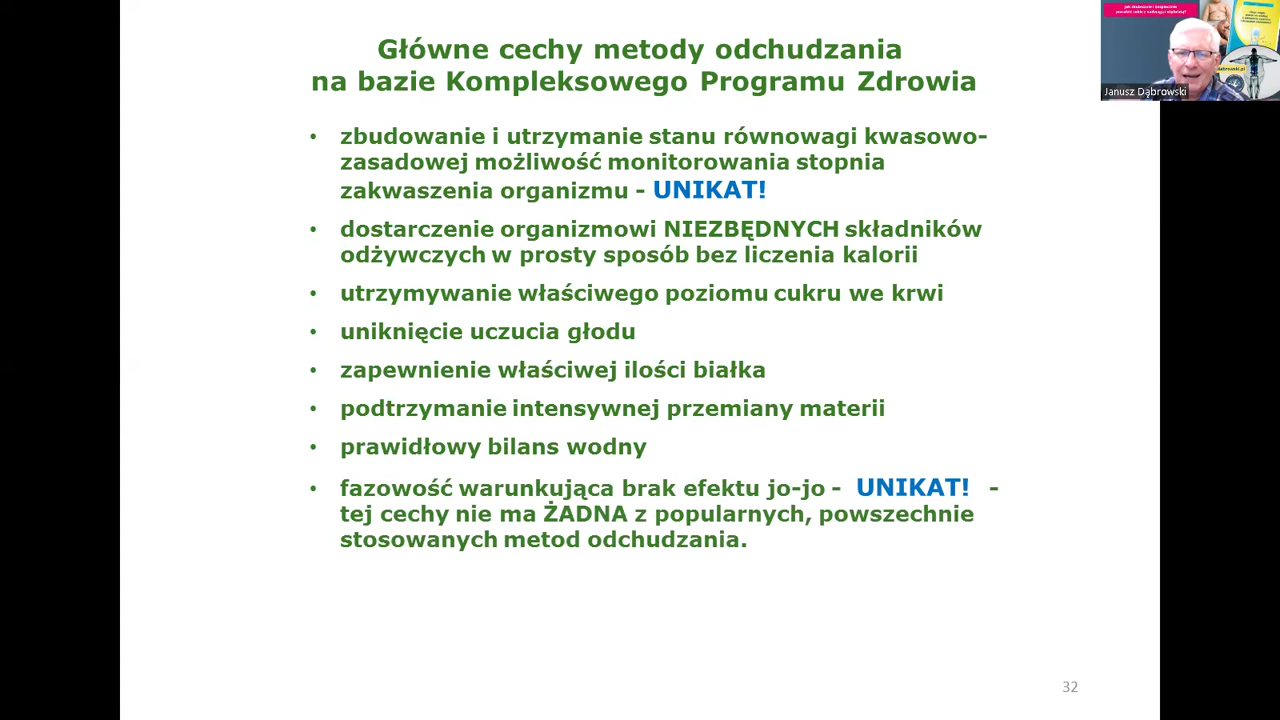 Główne cechy metody odchudzania
na bazie Kompleksowego Programu Zdrowia
• zbudowanie i utrzymanie stanu równowagi kwasowo-
zasadowej możliwość monitorowania stopnia
zakwaszenia organizmu - UNIKAT!
• dostarczenie organizmowi NIEZBĘDNYCH składników
odżywczych w prosty sposób bez liczenia kalorii
• utrzymywanie właściwego poziomu cukru we krwi
• uniknięcie uczucia głodu
• zapewnienie właściwej ilości białka
• podtrzymanie intensywnej przemiany materii
• prawidłowy bilans wodny
• fazowość warunkująca brak efektu jo-jo - UNIKAT! -
tej cechy nie ma ŻADNA z popularnych, powszechnie
stosowanych metod odchudzania.
32
Janusz Dąbrowski